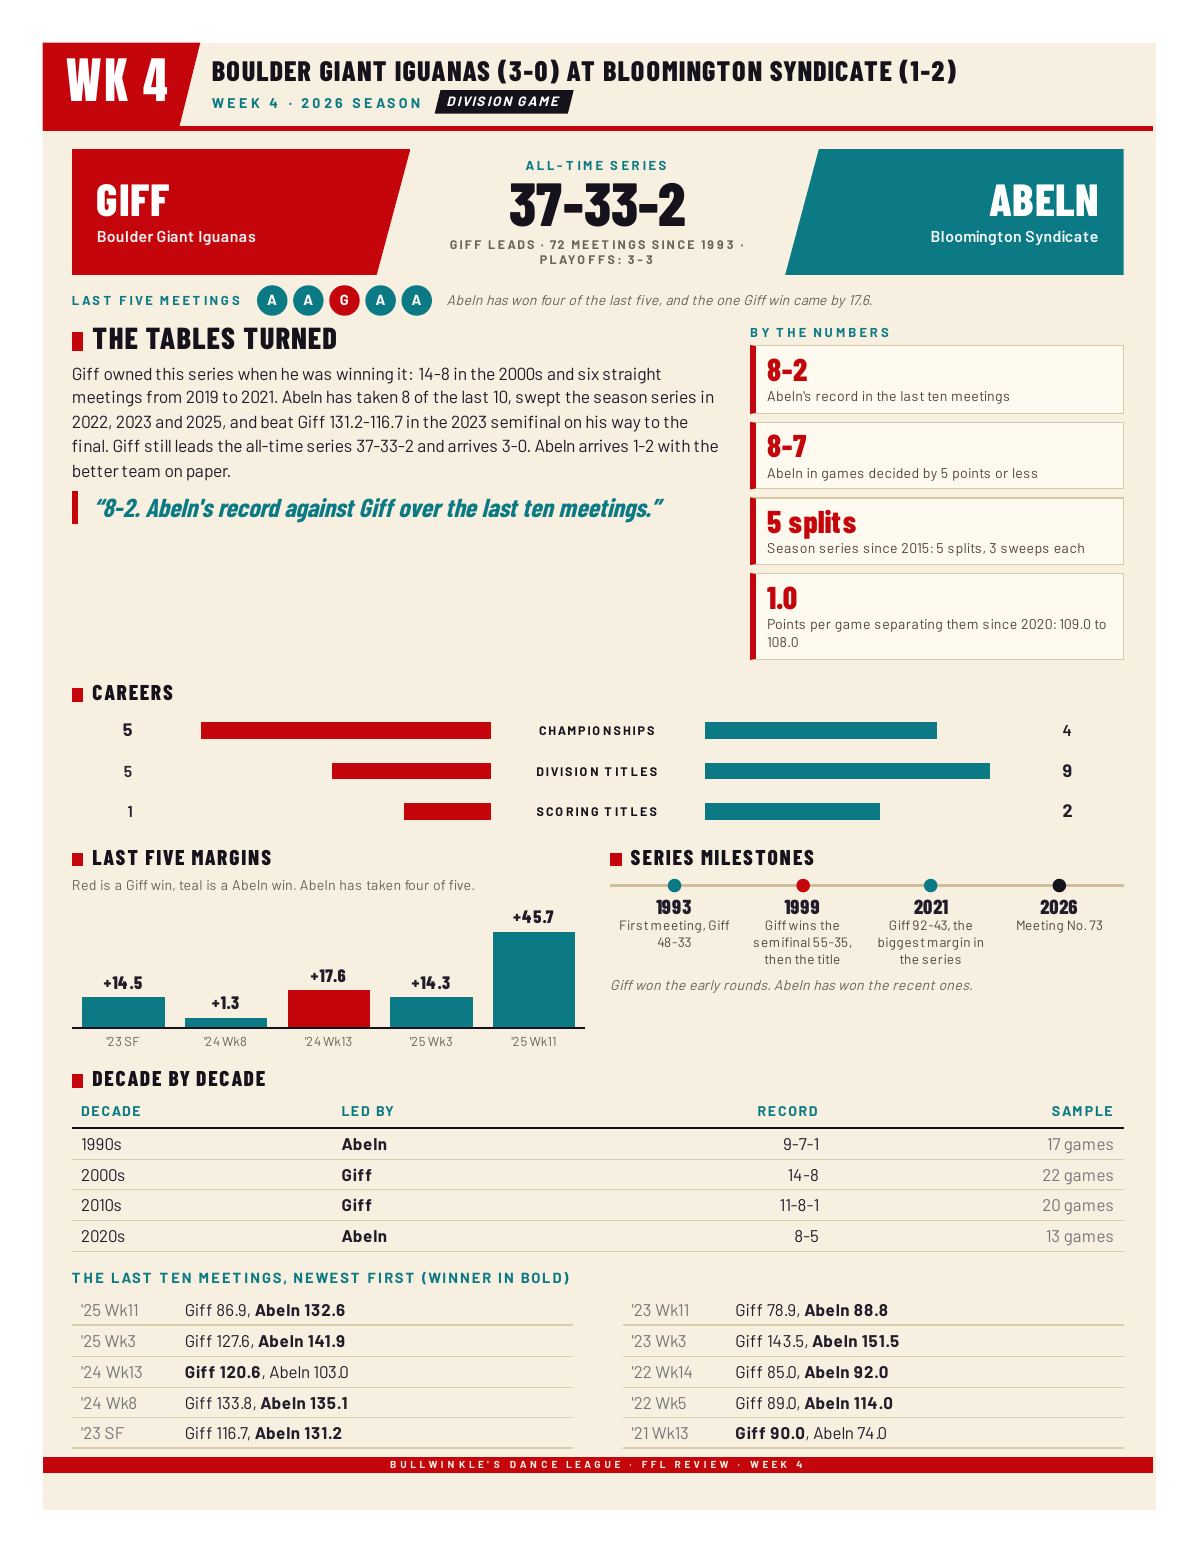 WK 4
BOULDER GIANT IGUANAS (3-0) AT BLOOMINGTON SYNDICATE (1-2)
WEEK 4 · 2026 SEASON DIVISION GAME
GIFF
Boulder Giant Iguanas
ALL-TIME SERIES
37-33-2
GIFF LEADS · 72 MEETINGS SINCE 1993 ·
PLAYOFFS: 3-3
ABELN
Bloomington Syndicate
LAST FIVE MEETINGS A A G A A Abeln has won four of the last five, and the one Giff win came by 17.6.
THE TABLES TURNED
Giff owned this series when he was winning it: 14-8 in the 2000s and six straight
meetings from 2019 to 2021. Abeln has taken 8 of the last 10, swept the season series in
2022, 2023 and 2025, and beat Giff 131.2-116.7 in the 2023 semifinal on his way to the
final. Giff still leads the all-time series 37-33-2 and arrives 3-0. Abeln arrives 1-2 with the
better team on paper.
“8-2. Abeln's record against Giff over the last ten meetings.”
BY THE NUMBERS
8-2
Abeln's record in the last ten meetings
8-7
Abeln in games decided by 5 points or less
5 splits
Season series since 2015: 5 splits, 3 sweeps each
1.0
Points per game separating them since 2020: 109.0 to
108.0
CAREERS
5 CHAMPIONSHIPS 4
5 DIVISION TITLES 9
1 SCORING TITLES 2
LAST FIVE MARGINS
Red is a Giff win, teal is a Abeln win. Abeln has taken four of five.
+14.5 +1.3 +17.6 +14.3 +45.7
'23 SF '24 Wk8 '24 Wk13 '25 Wk3 '25 Wk11
SERIES MILESTONES
1993
First meeting, Giff
48-33
1999
Giff wins the
semifinal 55-35,
then the title
2021
Giff 92-43, the
biggest margin in
the series
2026
Meeting No. 73
Giff won the early rounds. Abeln has won the recent ones.
DECADE BY DECADE
DECADE LED BY RECORD SAMPLE
1990s Abeln 9-7-1 17 games
2000s Giff 14-8 22 games
2010s Giff 11-8-1 20 games
2020s Abeln 8-5 13 games
THE LAST TEN MEETINGS, NEWEST FIRST (WINNER IN BOLD)
'25 Wk11 Giff 86.9, Abeln 132.6
'25 Wk3 Giff 127.6, Abeln 141.9
'24 Wk13 Giff 120.6, Abeln 103.0
'24 Wk8 Giff 133.8, Abeln 135.1
'23 SF Giff 116.7, Abeln 131.2
'23 Wk11 Giff 78.9, Abeln 88.8
'23 Wk3 Giff 143.5, Abeln 151.5
'22 Wk14 Giff 85.0, Abeln 92.0
'22 Wk5 Giff 89.0, Abeln 114.0
'21 Wk13 Giff 90.0, Abeln 74.0
BULLWINKLE'S DANCE LEAGUE · FFL REVIEW · WEEK 4